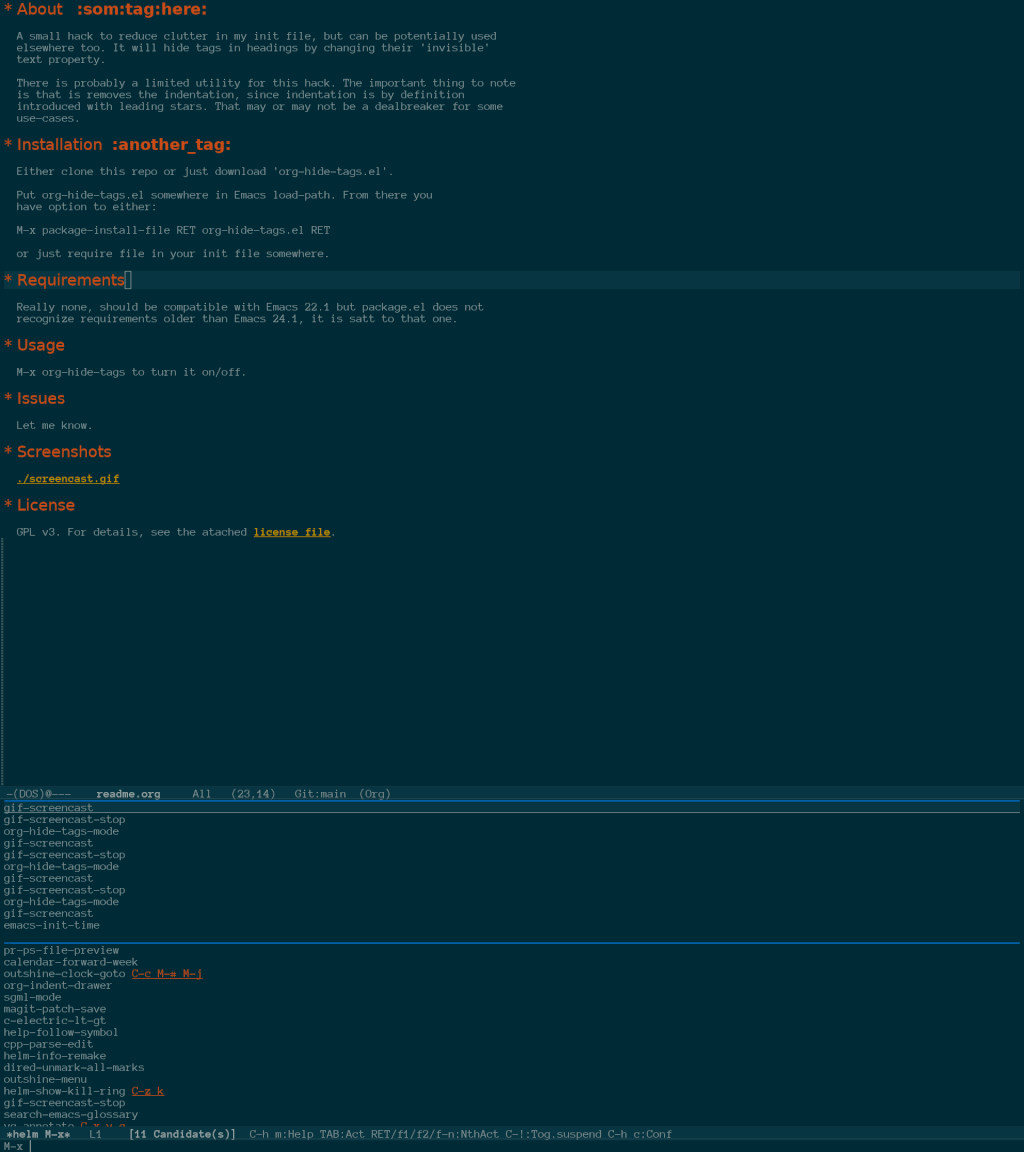 * About :som:tag:here:
A small hack to reduce clutter in my init file, but can be potentially used
elsewhere too. It will hide tags in headings by changing their 'invisible'
text property.
There is probably a limited utility for this hack. The important thing to note
is that is removes the indentation, since indentation is by definition
introduced with leading stars. That may or may not be a dealbreaker for some
use-cases.
* Installation :another_tag:
Either clone this repo or just download 'org-hide-tags.el'.
Put org-hide-tags.el somewhere in Emacs load-path. From there you
have option to either:
M-x package-install-file RET org-hide-tags.el RET
or just require file in your init file somewhere.
* Requirements
Really none, should be compatible with Emacs 22.1 but package.el does not
recognize requirements older than Emacs 24.1, it is satt to that one.
* Usage
M-x org-hide-tags to turn it on/off.
* Issues
Let me know.
* Screenshots
./screencast.gif
* License
GPL v3. For details, see the atached license file.
-(DOS)@--- readme.org All (23,14) Git:main (Org)
gif-screencast
gif-screencast-stop
org-hide-tags-mode
gif-screencast
gif-screencast-stop
org-hide-tags-mode
gif-screencast
gif-screencast-stop
org-hide-tags-mode
gif-screencast
emacs-init-time
pr-ps-file-preview
calendar-forward-week
outshine-clock-goto C-c M-# M-j
org-indent-drawer
sgml-mode
magit-patch-save
c-electric-lt-gt
help-follow-symbol
cpp-parse-edit
helm-info-remake
dired-unmark-all-marks
outshine-menu
helm-show-kill-ring C-z k
gif-screencast-stop
search-emacs-glossary
*helm M-x* L1 [11 Candidate(s)] C-h m:Help TAB:Act RET/f1/f2/f-n:NthAct C-!:Tog.suspend C-h c:Conf
M-x